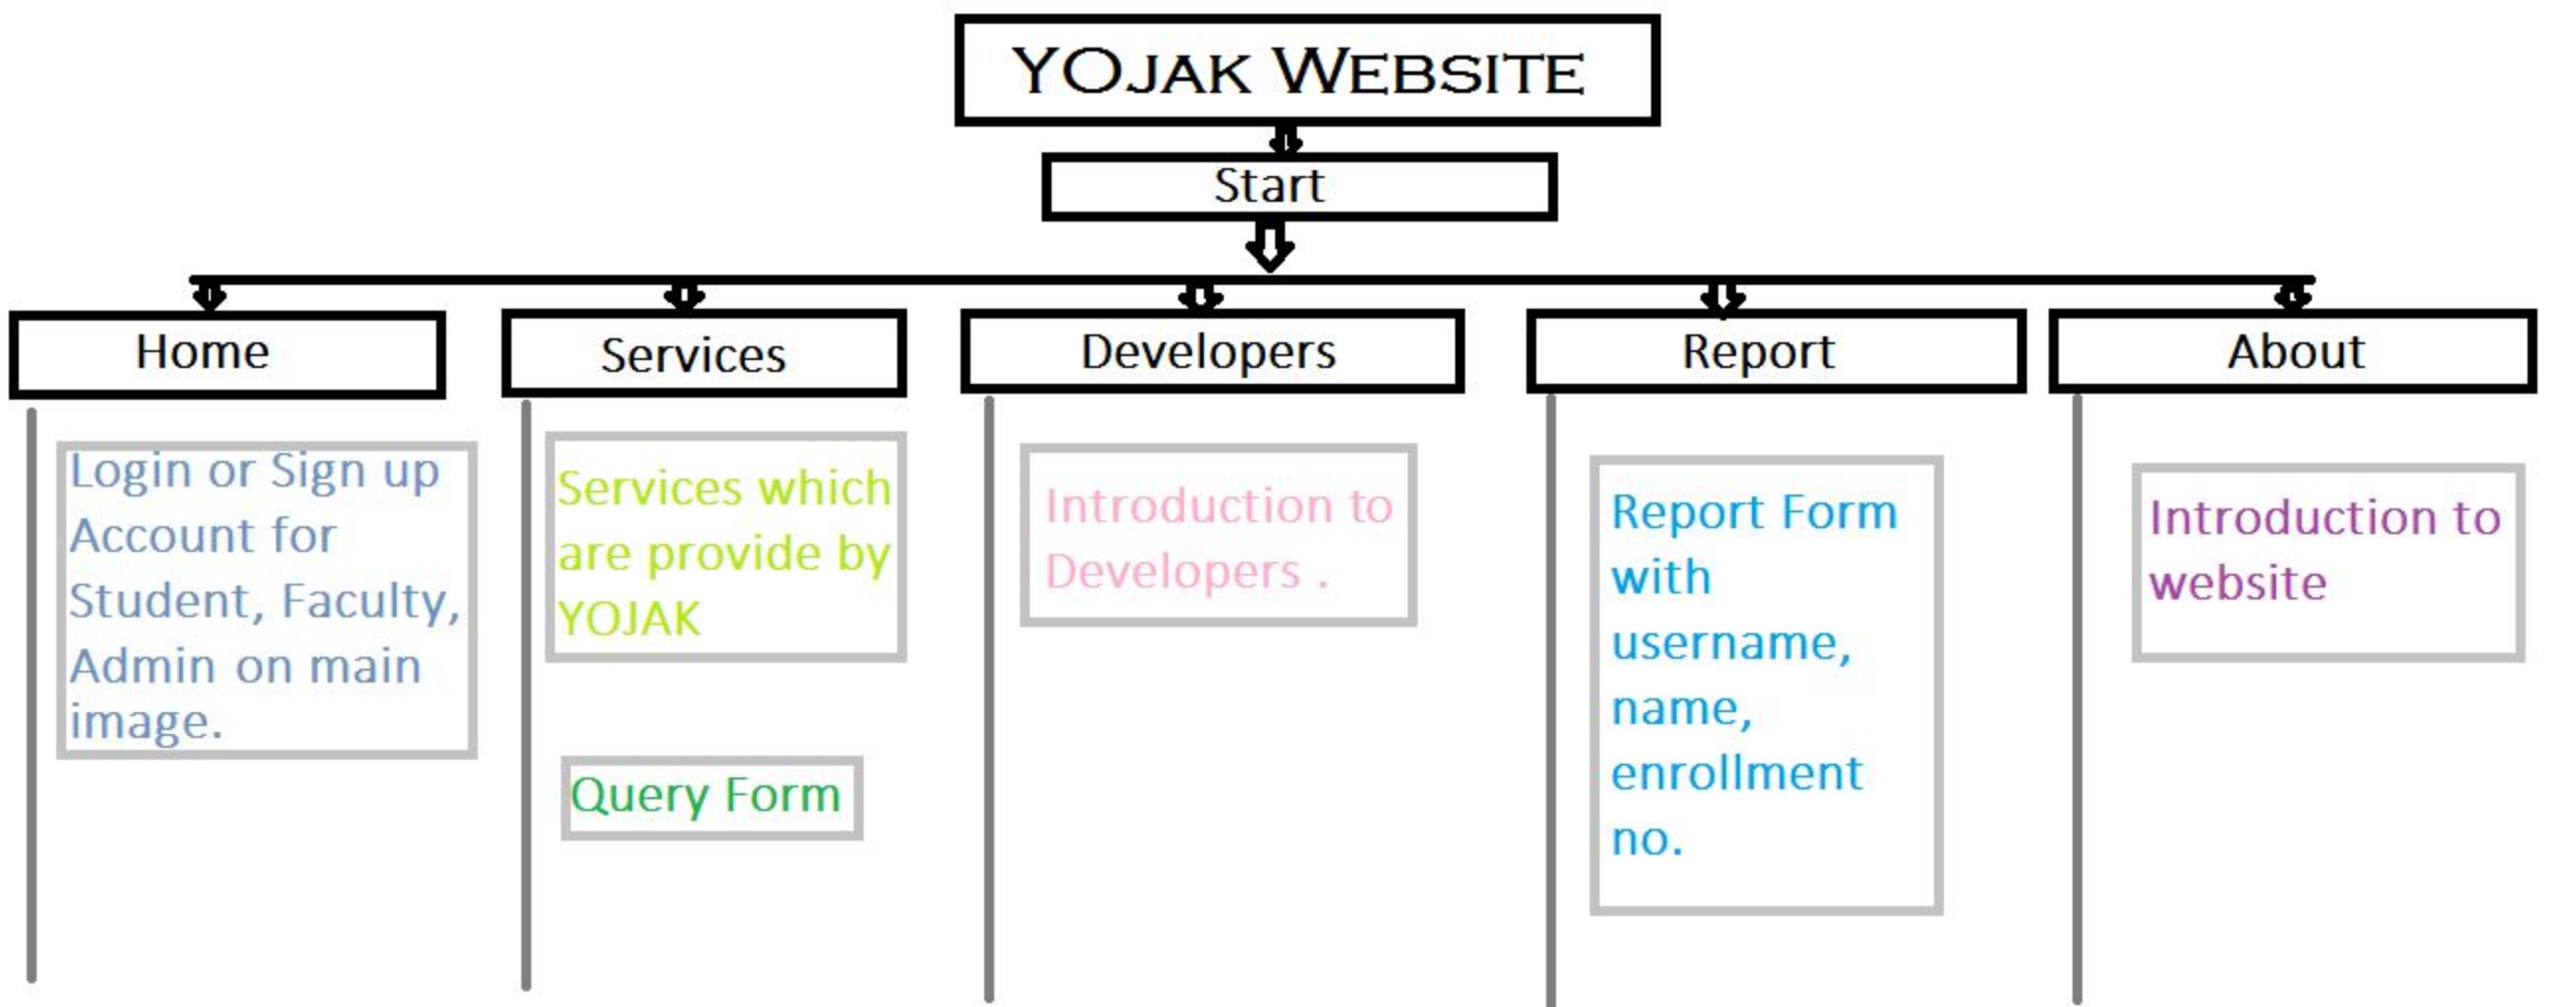 YOJAK WEBSITE
Start
Home
Services
Developers
Report
About
Login or Sign up
Account for
Student, Faculty,
Admin on main
image.
Services which
are provide by
YOJAK
Query Form
Introduction to
Developers .
Report Form
with
username,
name,
enrollment
no.
Introduction to
website